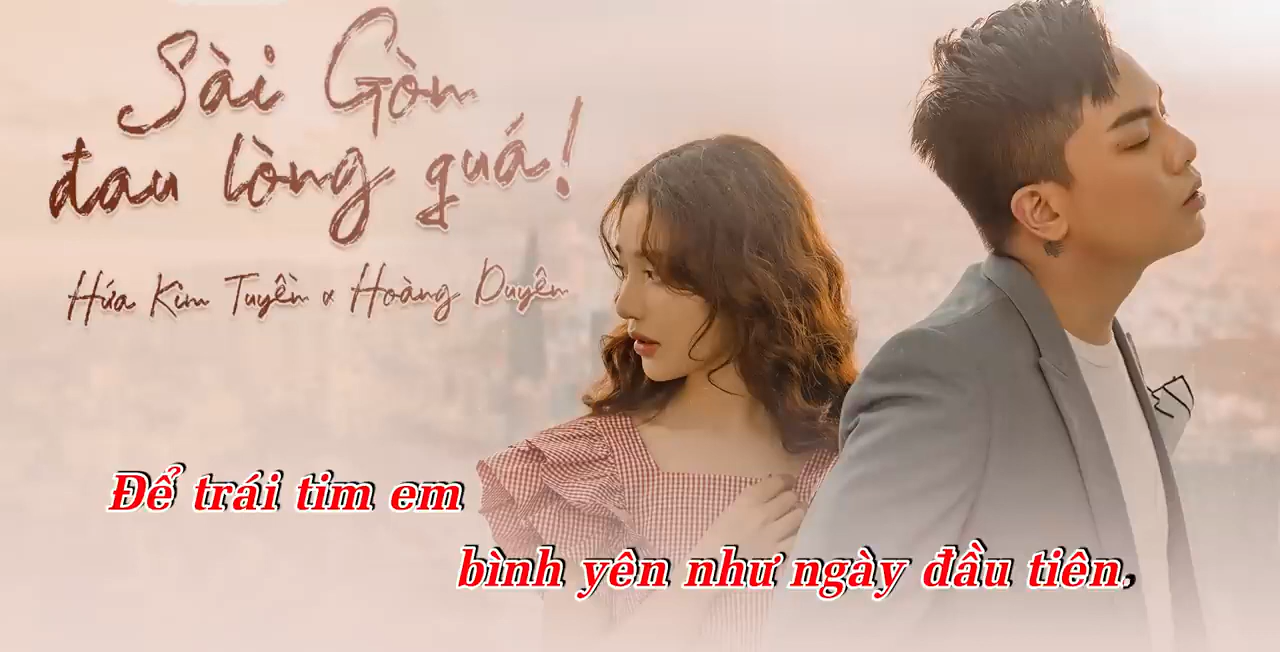 Sài Gòn
đau lòng quá!
Hứa Kim Tuyền x Hoàng Duyên
Để trái tim em
bình yên như ngày đầu tiên.